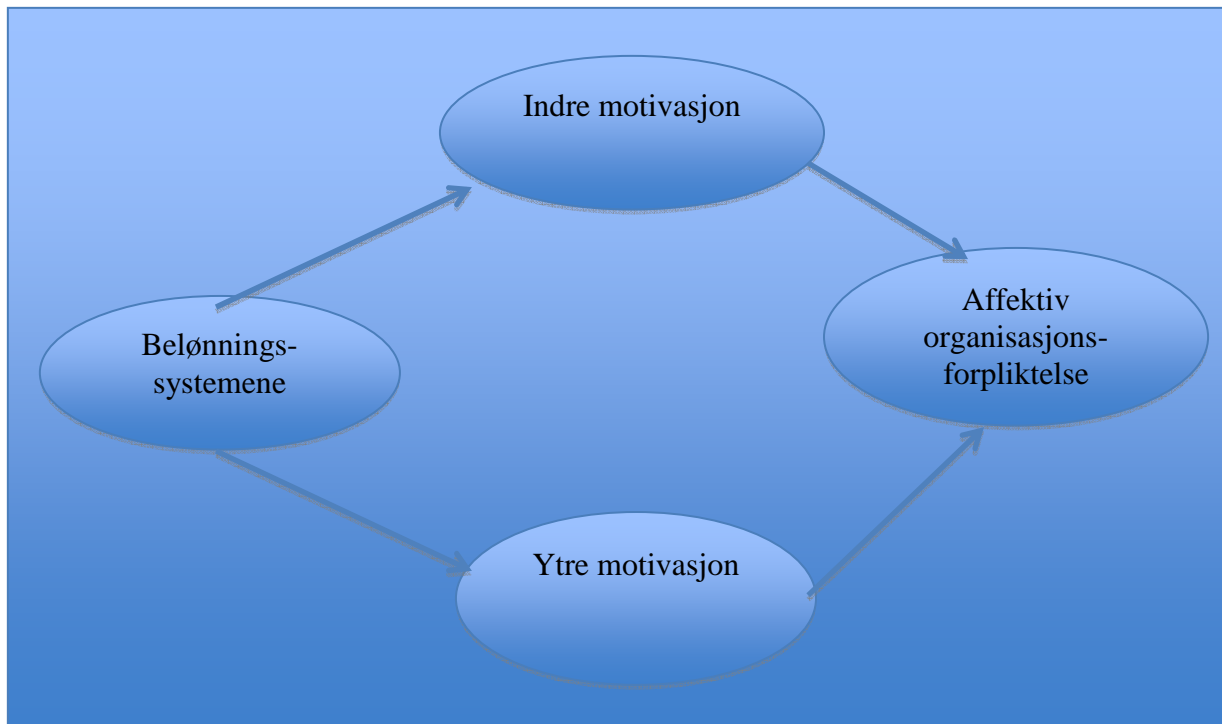 Indre motivasjon
Belønnings-
systemene
Affektiv
organisasjons-
forpliktelse
Ytre motivasjon